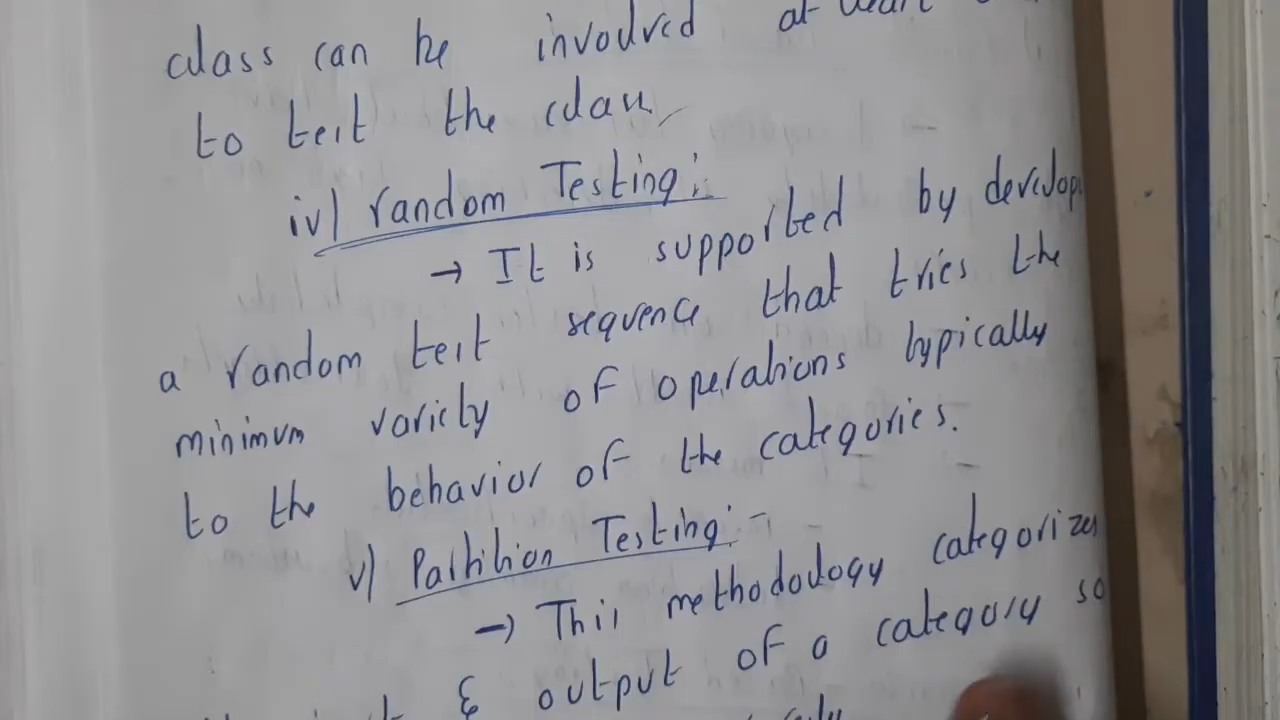 class can be involved at least
to test the class
iv) random Testing:
→ It is supported by develop
a random test sequence that tries the
minimum variety of operations typically
to the behavior of the categories.
v) Partition Testing:-
→ This methodology categorizes
& output of a category so